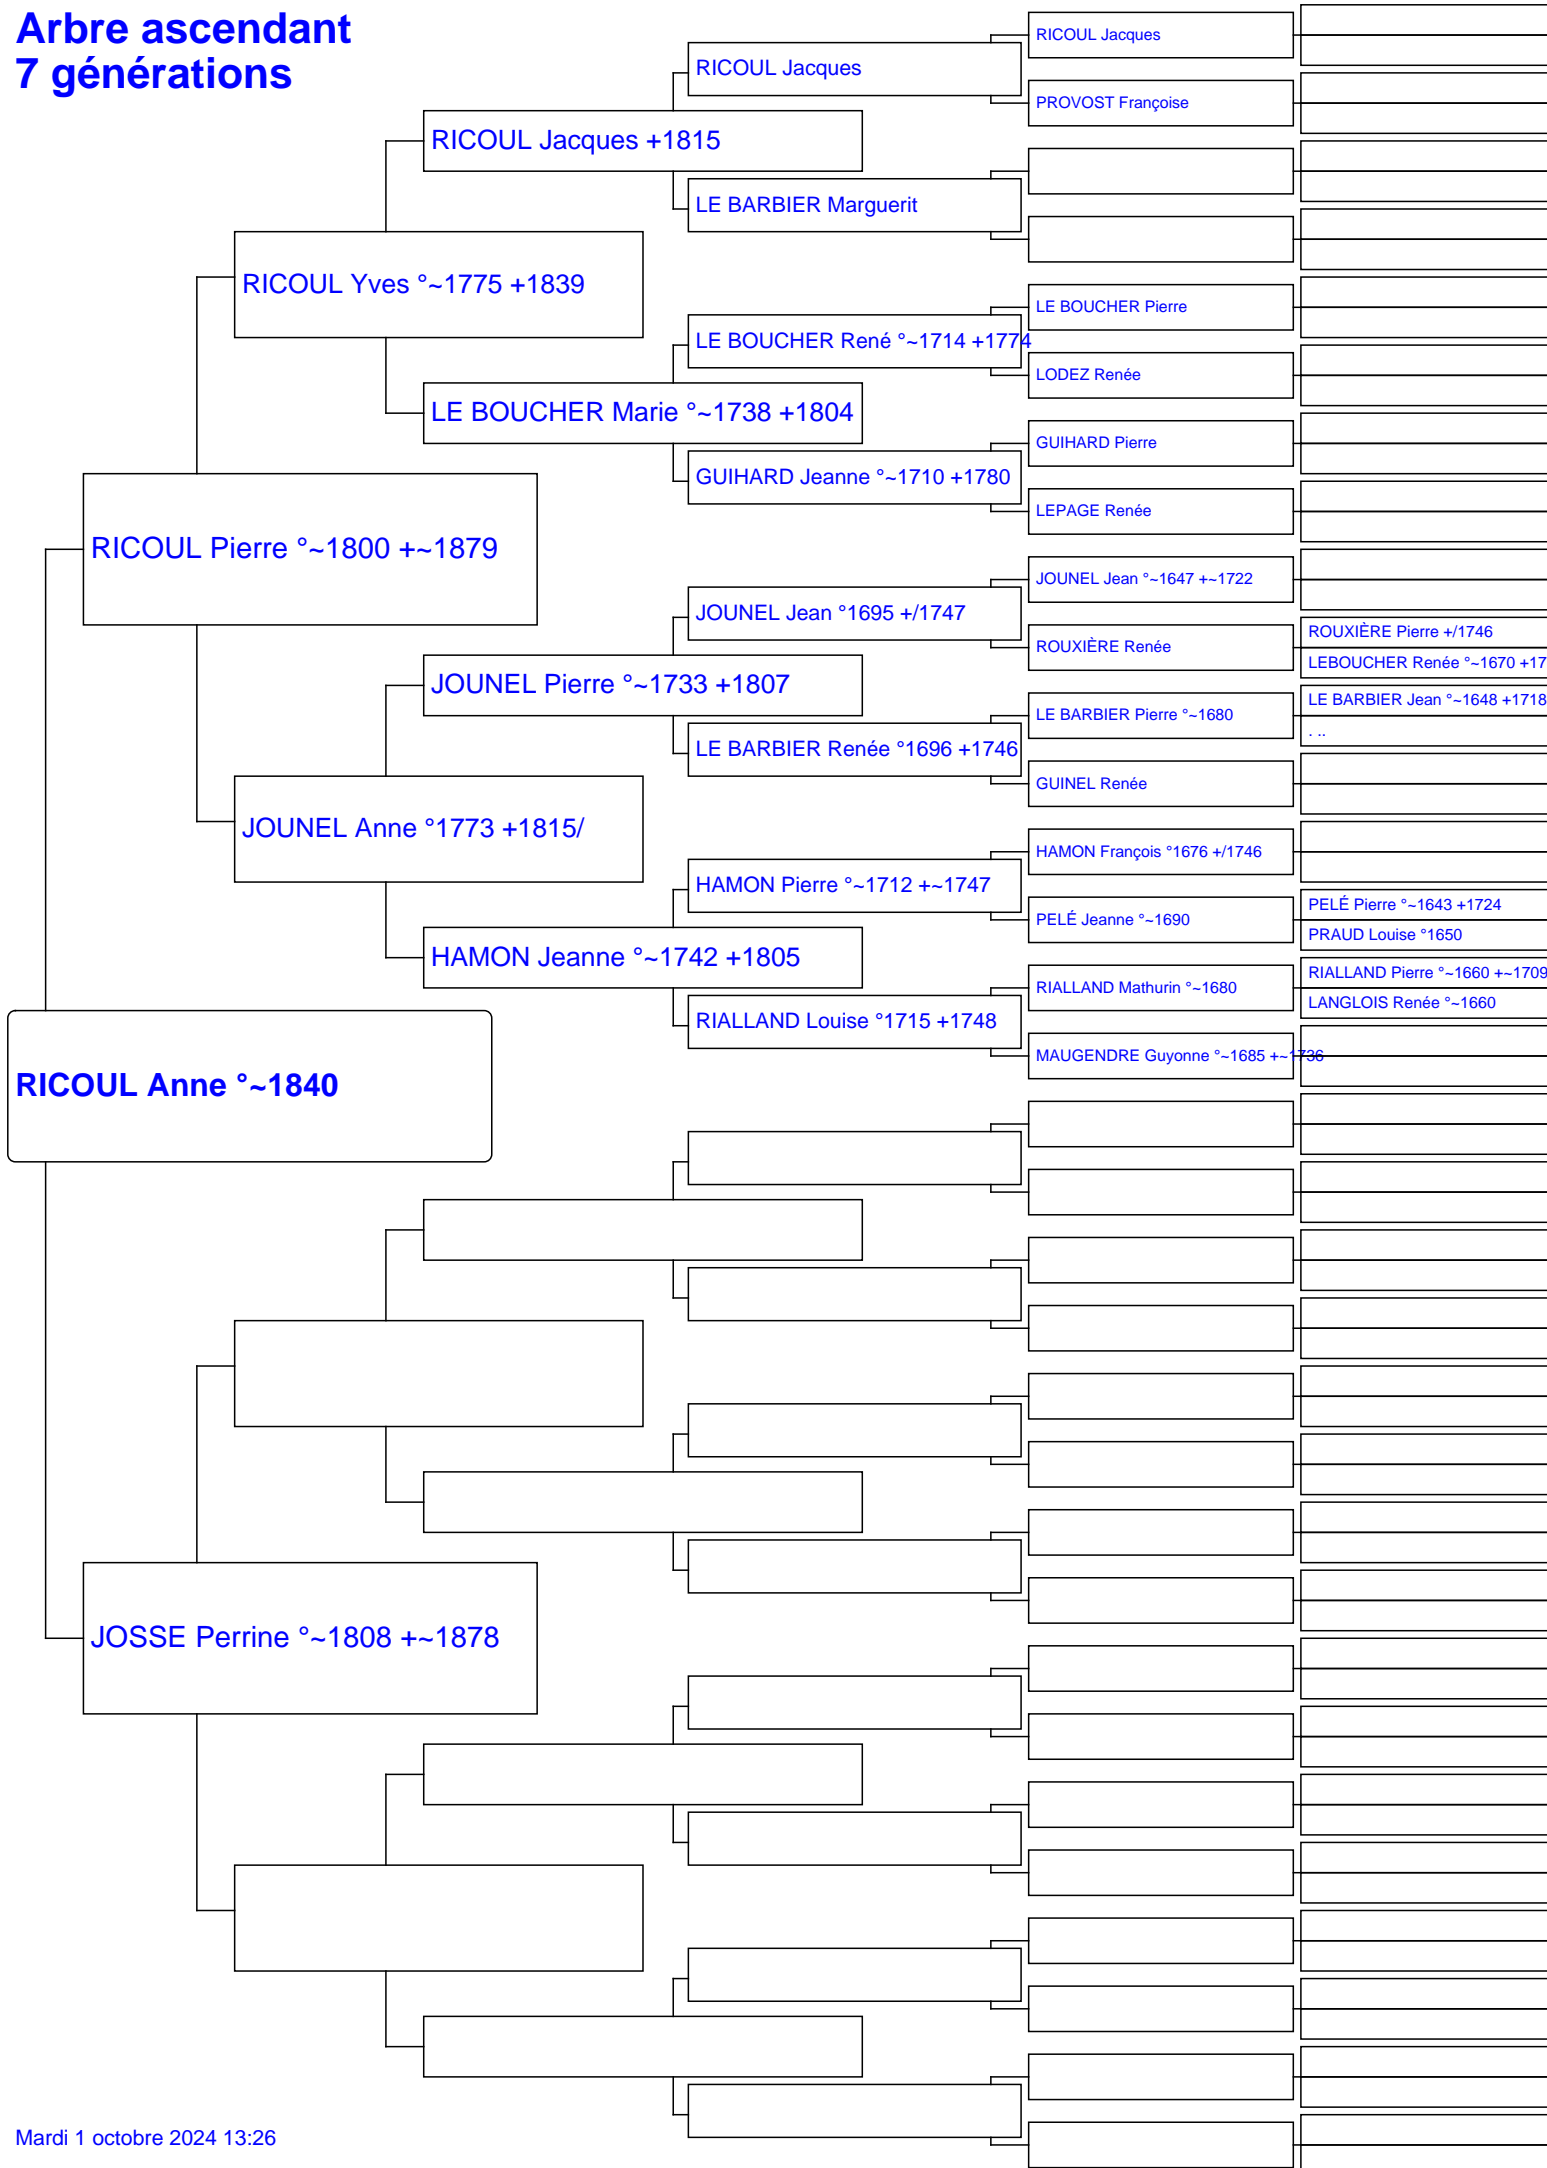 Arbre ascendant
7 générations
RICOUL Jacques
RICOUL Jacques
PROVOST Françoise
RICOUL Jacques +1815
LE BARBIER Marguerit
RICOUL Yves °~1775 +1839
LE BOUCHER Pierre
LE BOUCHER René °~1714 +1774
LODEZ Renée
LE BOUCHER Marie °~1738 +1804
GUIHARD Pierre
GUIHARD Jeanne °~1710 +1780
LEPAGE Renée
RICOUL Pierre °~1800 +~1879
JOUNEL Jean °~1647 +~1722
JOUNEL Jean °1695 +/1747
ROUXIÈRE Pierre +/1746
ROUXIÈRE Renée
LEBOUCHER Renée °~1670 +17
JOUNEL Pierre °~1733 +1807
LE BARBIER Jean °~1648 +1718
LE BARBIER Pierre °~1680
. ..
LE BARBIER Renée °1696 +1746
GUINEL Renée
JOUNEL Anne °1773 +1815/
HAMON François °1676 +/1746
HAMON Pierre °~1712 +~1747
PELÉ Pierre °~1643 +1724
PELÉ Jeanne °~1690
PRAUD Louise °1650
HAMON Jeanne °~1742 +1805
RIALLAND Pierre °~1660 +~1709
RIALLAND Mathurin °~1680
LANGLOIS Renée °~1660
RIALLAND Louise °1715 +1748
MAUGENDRE Guyonne °~1685 +~1736
RICOUL Anne °~1840
JOSSE Perrine °~1808 +~1878
Mardi 1 octobre 2024 13:26